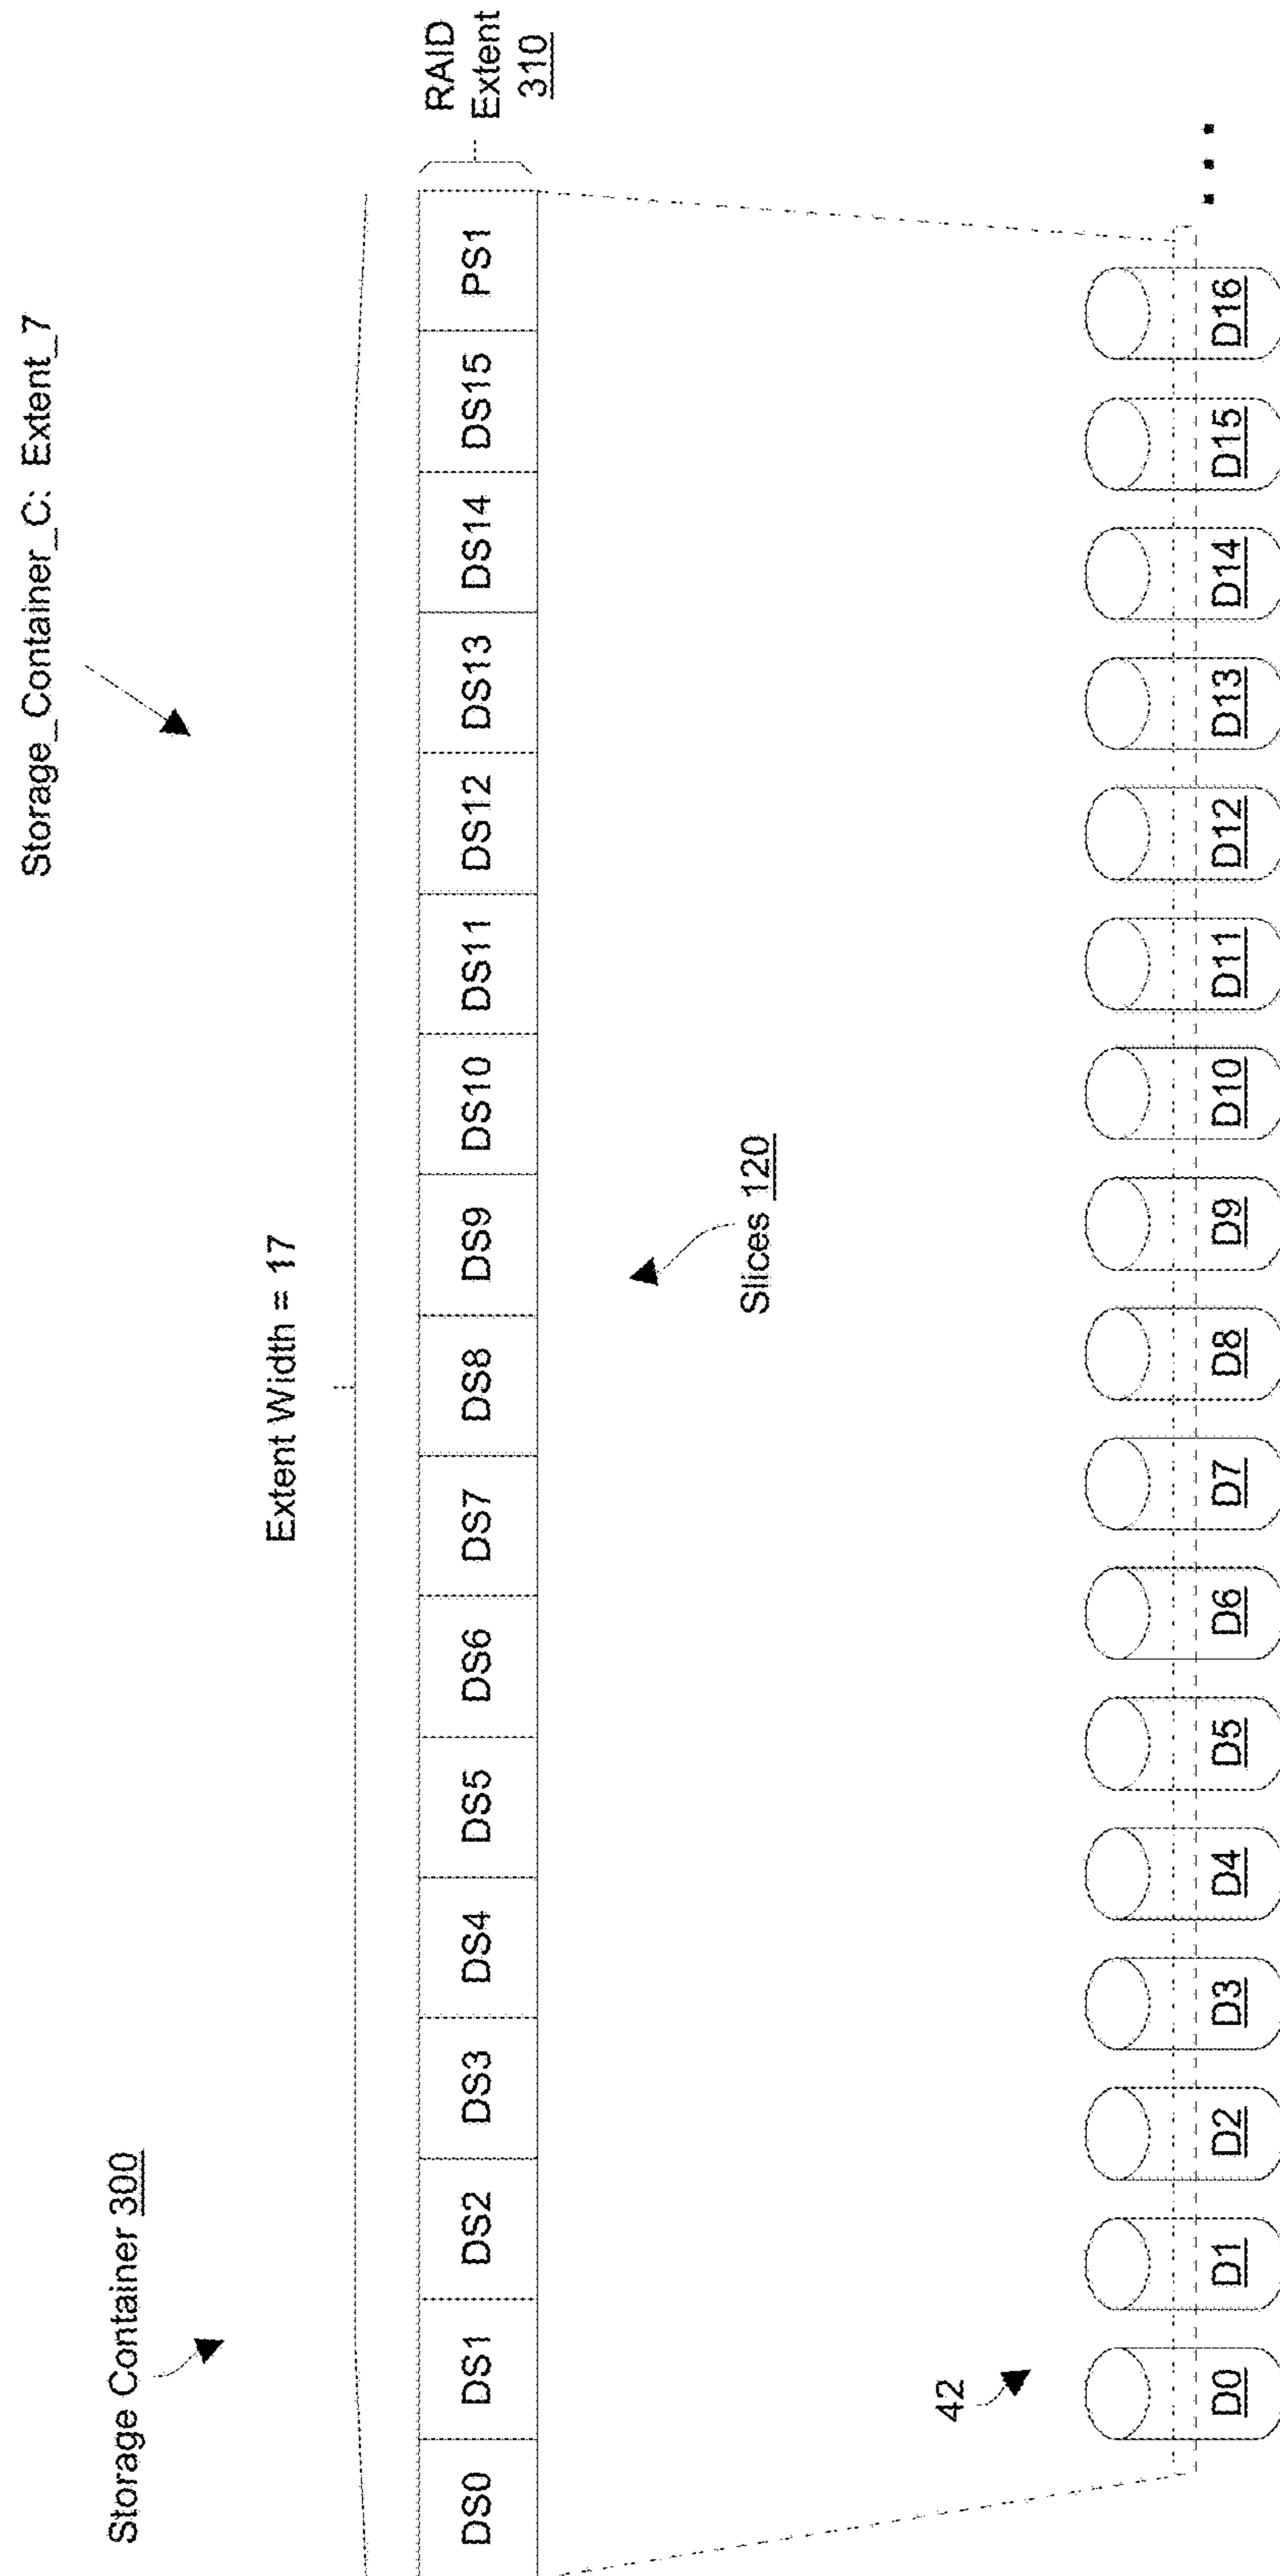 Storage_Container_C: Extent_7
Storage Container 300
Extent Width = 17
RAID
Extent
310
DS0 DS1 DS2 DS3 DS4 DS5 DS6 DS7 DS8 DS9 DS10 DS11 DS12 DS13 DS14 DS15 PS1
Slices 120
42
D0 D1 D2 D3 D4 D5 D6 D7 D8 D9 D10 D11 D12 D13 D14 D15 D16